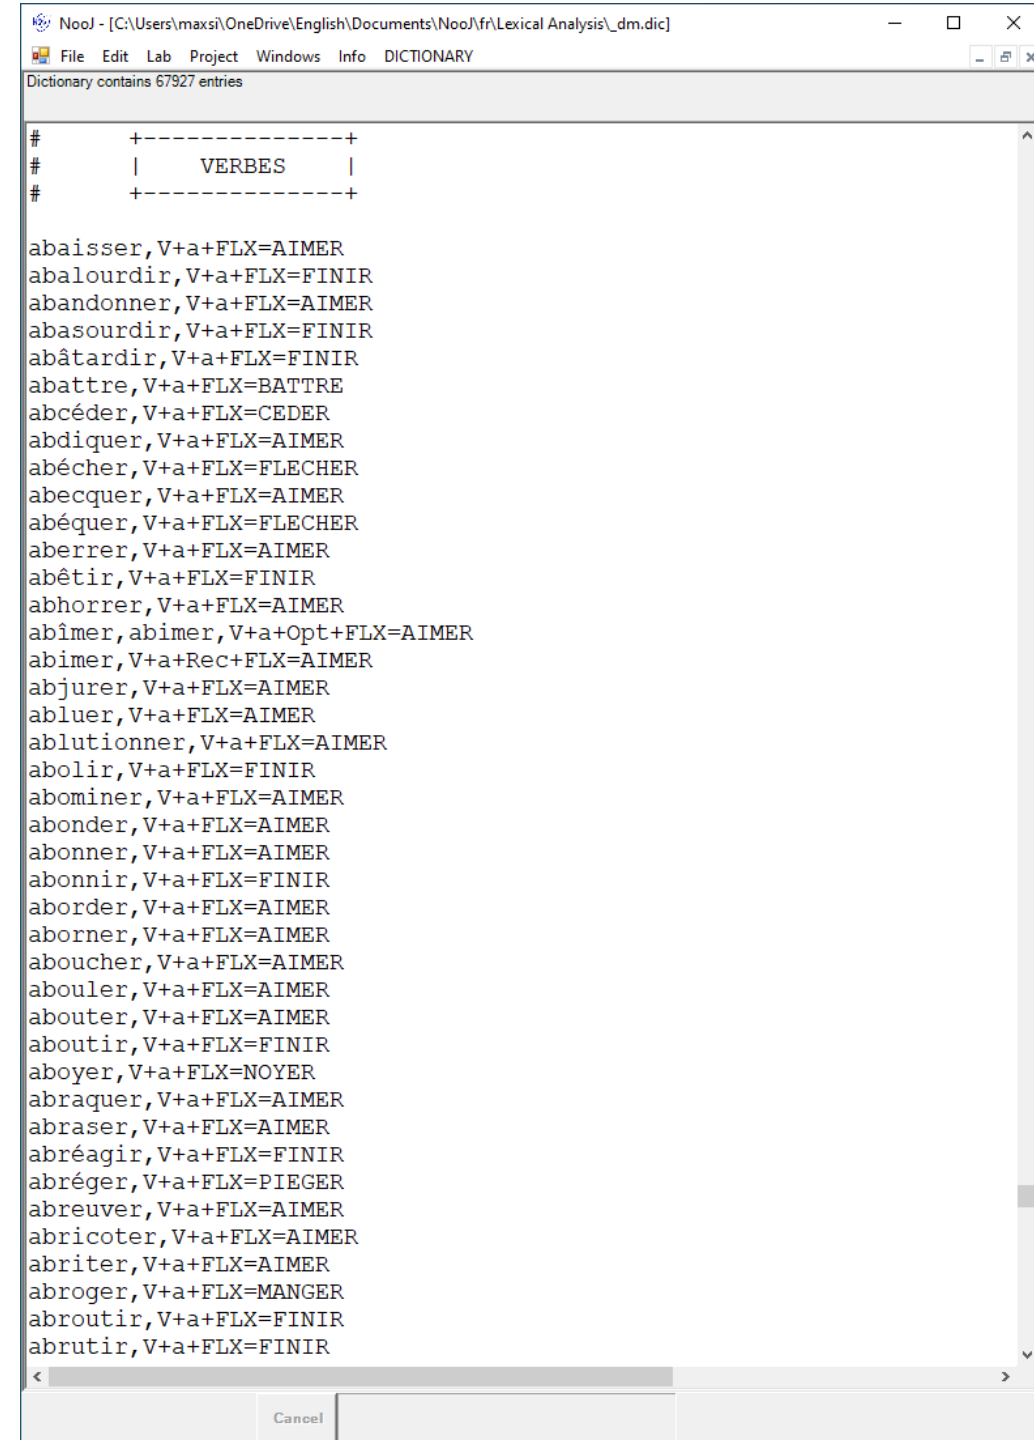 NooJ - [C:\Users\maxsi\OneDrive\English\Documents\NooJ\fr\Lexical Analysis\_dm.dic]
File Edit Lab Project Windows Info DICTIONARY
Dictionary contains 67927 entries
# +--------------+
# | VERBES |
# +--------------+
abaisser,V+a+FLX=AIMER
abalourdir,V+a+FLX=FINIR
abandonner,V+a+FLX=AIMER
abasourdir,V+a+FLX=FINIR
abâtardir,V+a+FLX=FINIR
abattre,V+a+FLX=BATTRE
abcéder,V+a+FLX=CEDER
abdiquer,V+a+FLX=AIMER
abécher,V+a+FLX=FLECHER
abecquer,V+a+FLX=AIMER
abéquer,V+a+FLX=FLECHER
aberrer,V+a+FLX=AIMER
abêtir,V+a+FLX=FINIR
abhorrer,V+a+FLX=AIMER
abîmer,abimer,V+a+Opt+FLX=AIMER
abimer,V+a+Rec+FLX=AIMER
abjurer,V+a+FLX=AIMER
abluer,V+a+FLX=AIMER
ablutionner,V+a+FLX=AIMER
abolir,V+a+FLX=FINIR
abominer,V+a+FLX=AIMER
abonder,V+a+FLX=AIMER
abonner,V+a+FLX=AIMER
abonnir,V+a+FLX=FINIR
aborder,V+a+FLX=AIMER
aborner,V+a+FLX=AIMER
aboucher,V+a+FLX=AIMER
abouler,V+a+FLX=AIMER
abouter,V+a+FLX=AIMER
aboutir,V+a+FLX=FINIR
aboyer,V+a+FLX=NOYER
abraquer,V+a+FLX=AIMER
abraser,V+a+FLX=AIMER
abréagir,V+a+FLX=FINIR
abréger,V+a+FLX=PIEGER
abreuver,V+a+FLX=AIMER
abricoter,V+a+FLX=AIMER
abriter,V+a+FLX=AIMER
abroger,V+a+FLX=MANGER
abroutir,V+a+FLX=FINIR
abrutir,V+a+FLX=FINIR
Cancel